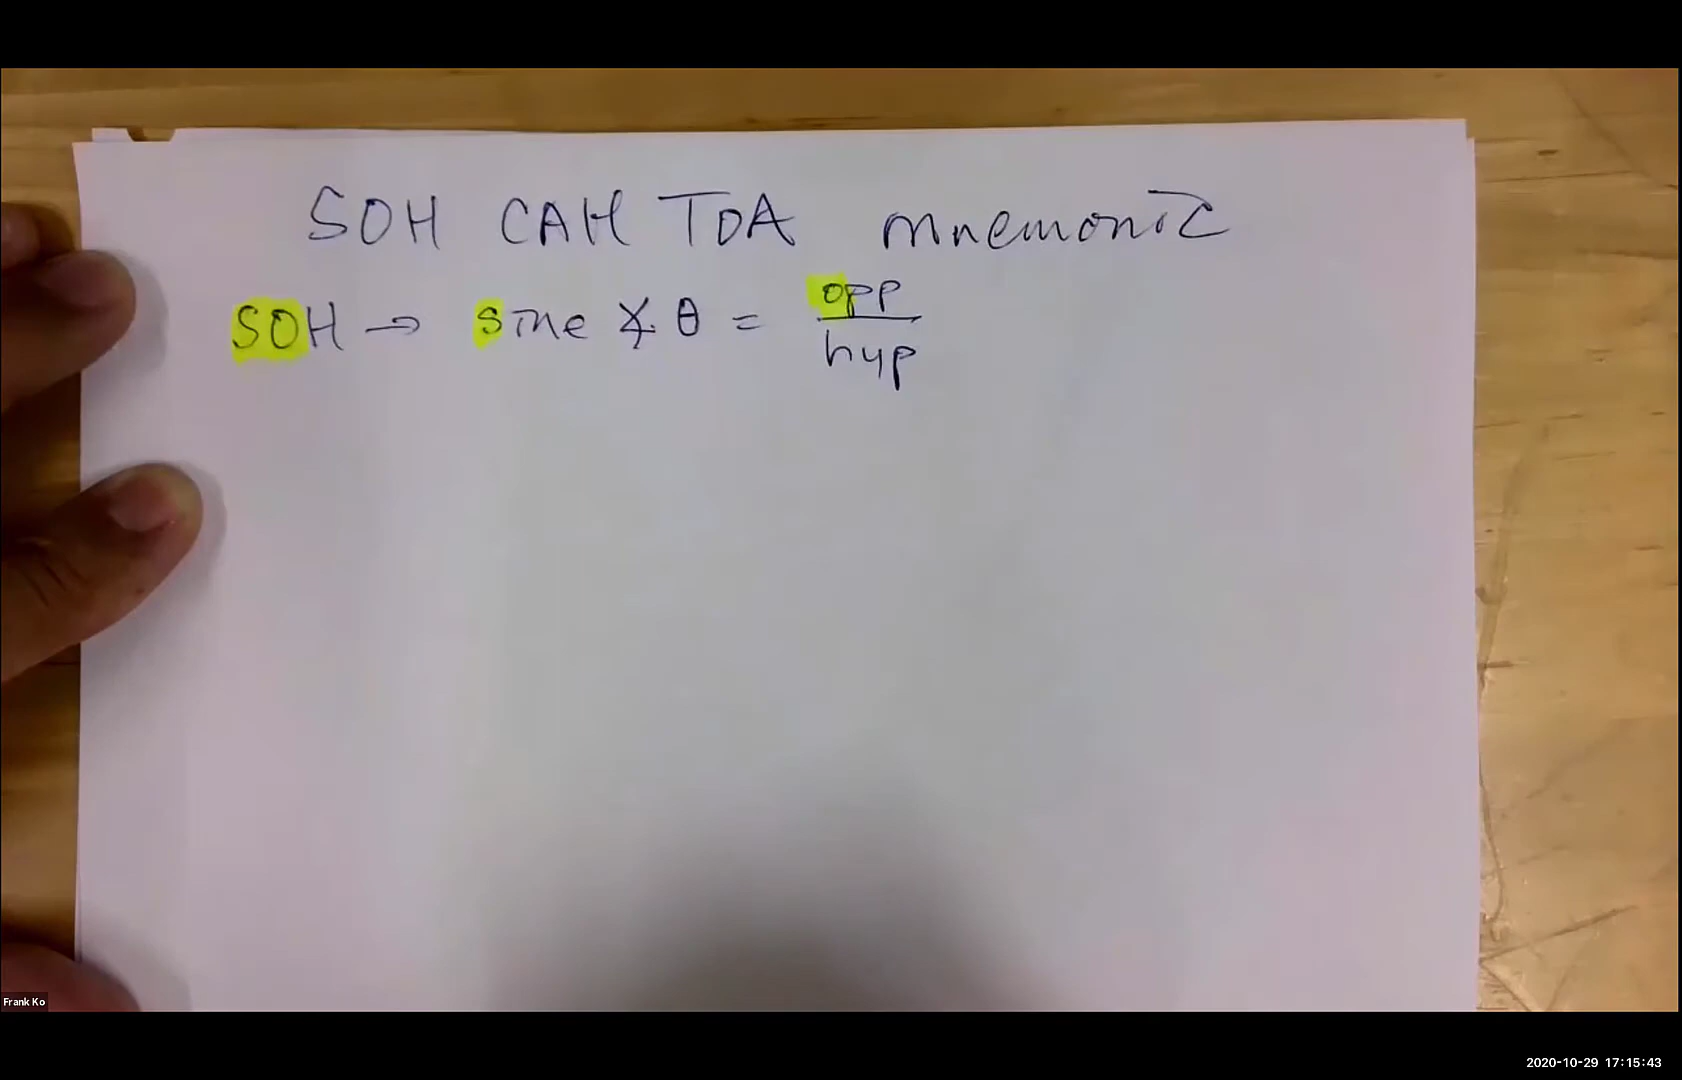 SOH CAH TOA mnemonic
SOH → sine ∡ θ = opp/hyp
Frank Ko
2020-10-29 17:15:43